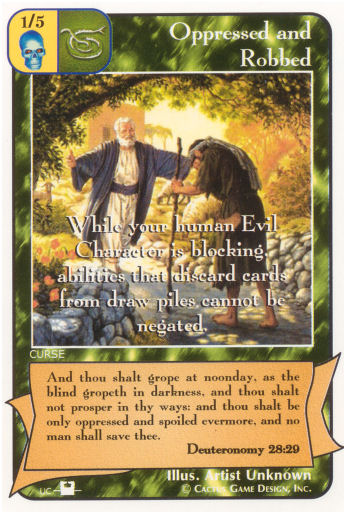 1/5
Oppressed and
Robbed
While your human Evil
Character is blocking,
abilities that discard cards
from draw piles cannot be
negated.
CURSE
And thou shalt grope at noonday, as the
blind gropeth in darkness, and thou shalt
not prosper in thy ways: and thou shalt be
only oppressed and spoiled evermore, and no
man shall save thee.
Deuteronomy 28:29
Illus. Artist Unknown
© Cactus Game Design, Inc.
UC